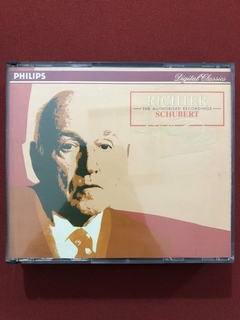 PHILIPS
Digital Classics
RICHTER
THE AUTHORISED RECORDINGS
SCHUBERT